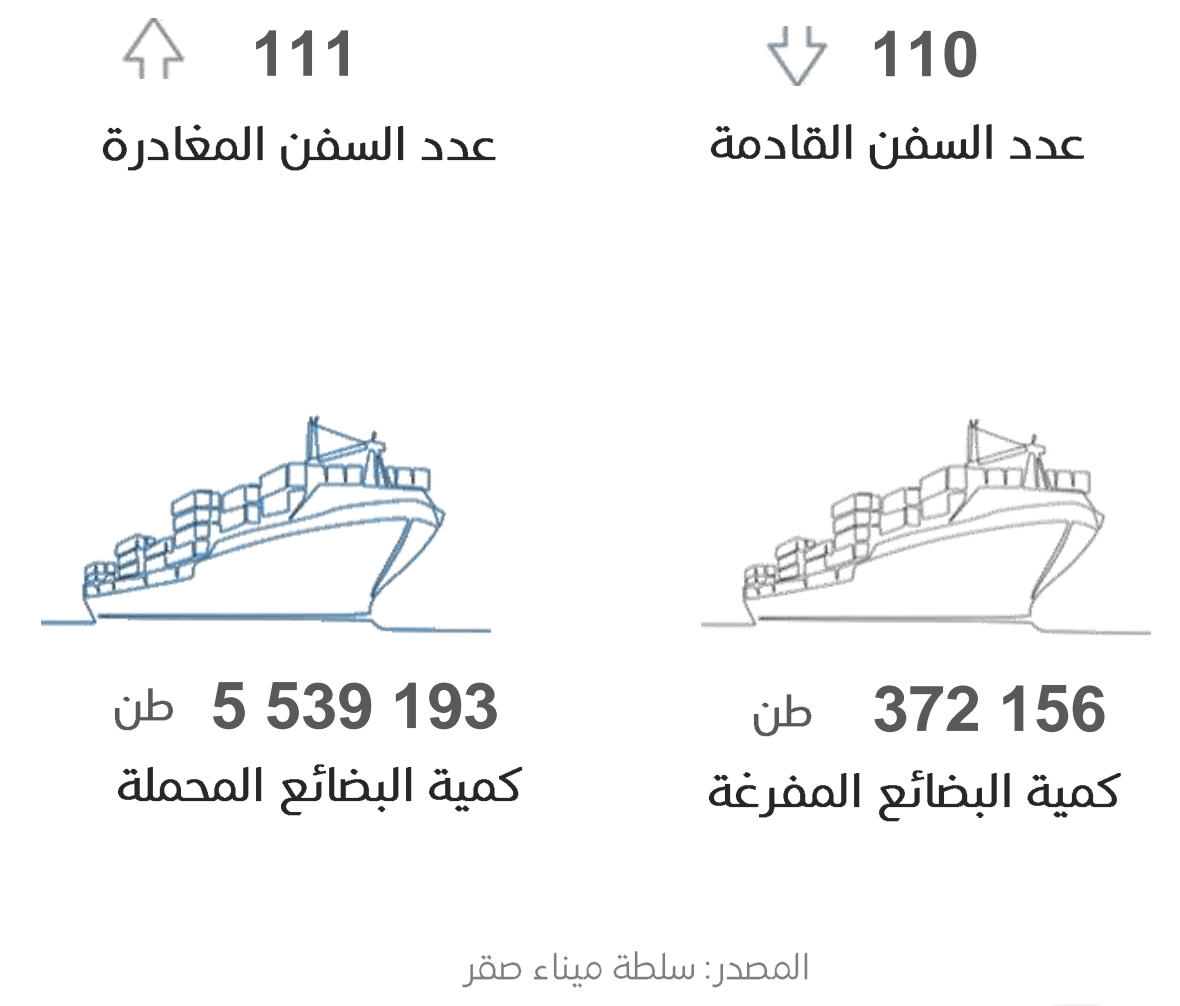 110
عدد السفن القادمة
111
عدد السفن المغادرة
372 156 طن
كمية البضائع المفرغة
5 539 193 طن
كمية البضائع المحملة
المصدر: سلطة ميناء صقر